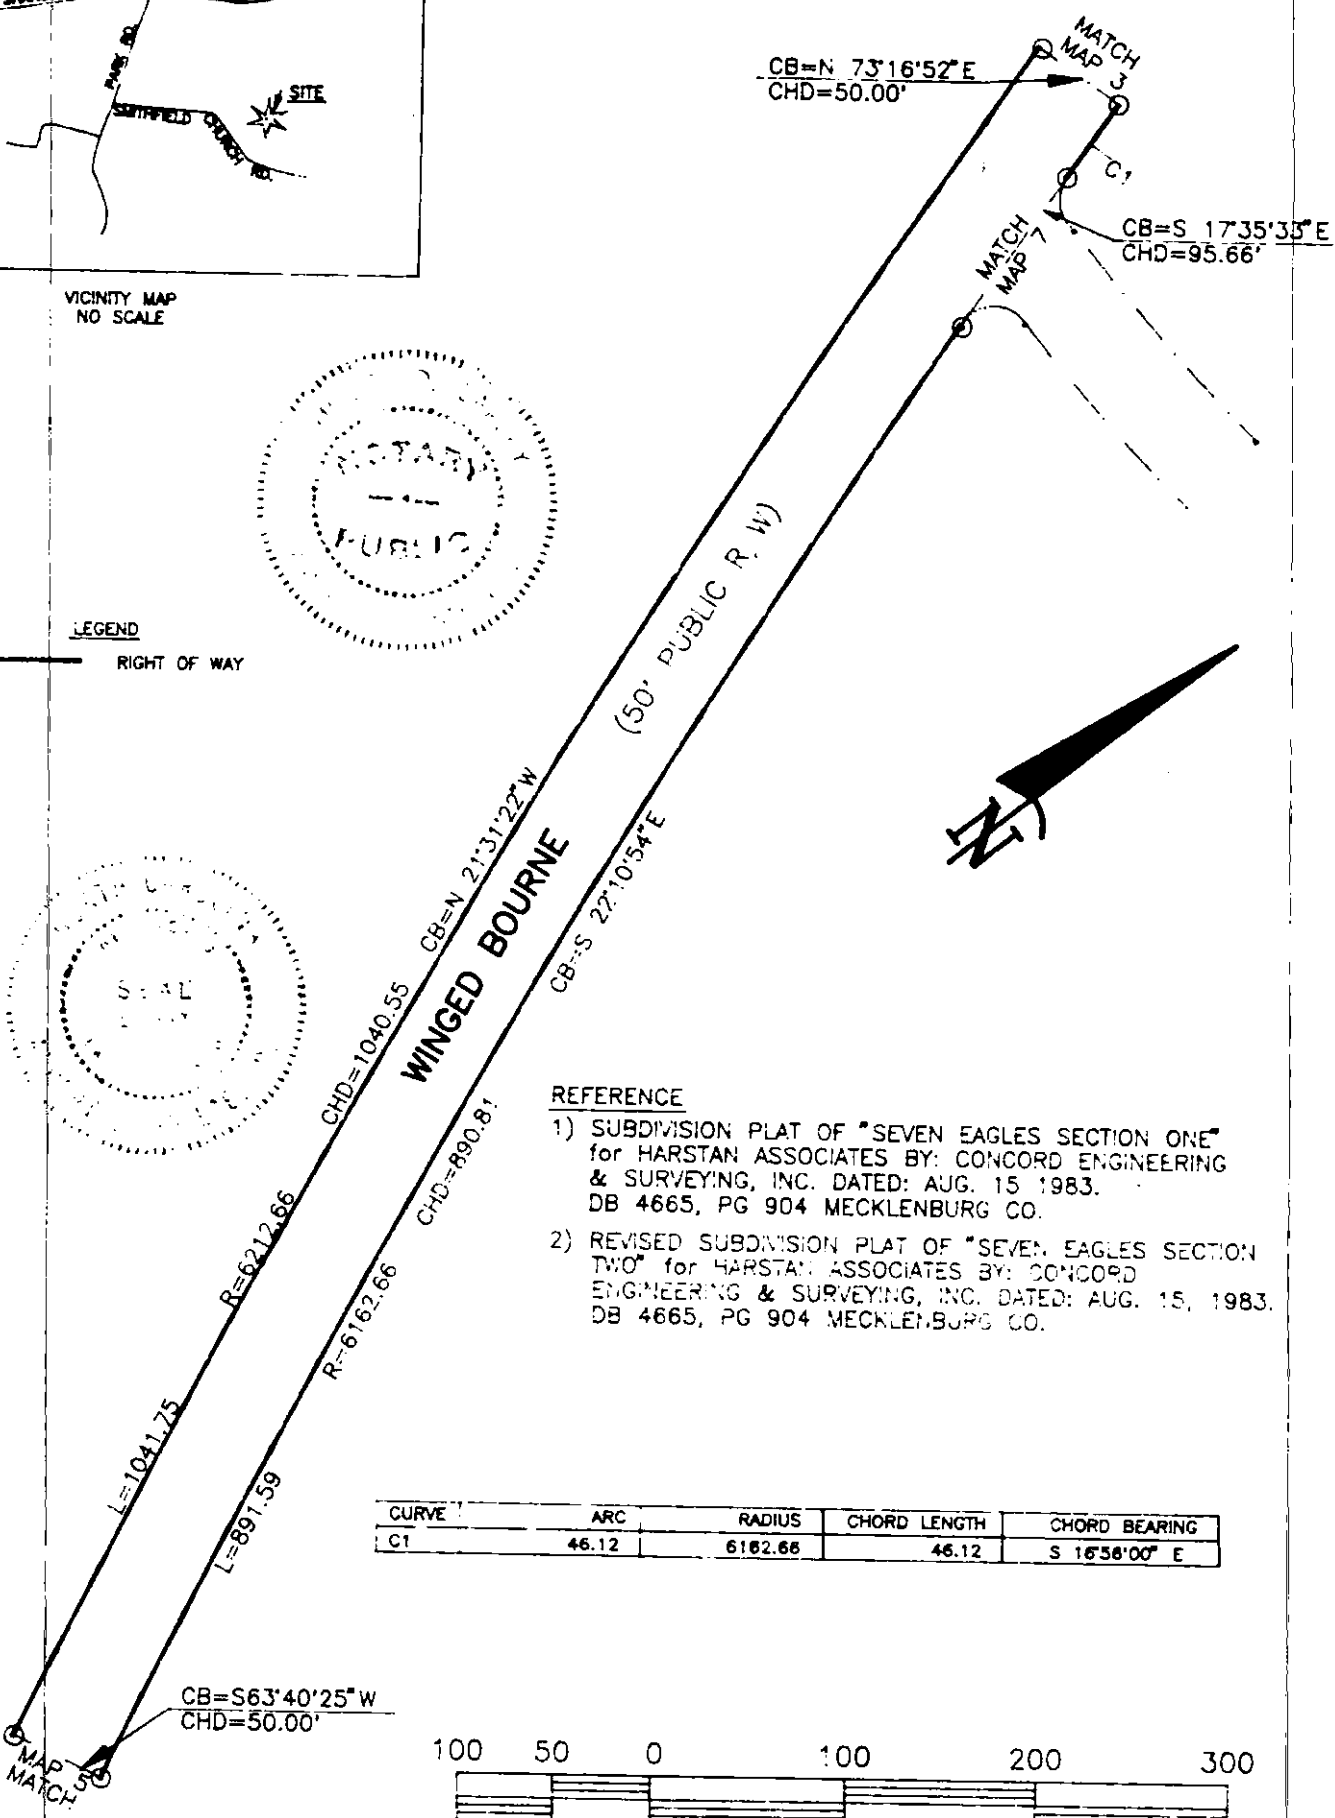 PARK RD.
SITE
SMITHFIELD CHURCH RD.
VICINITY MAP
NO SCALE
CB=N 73°16'52" E
CHD=50.00'
MATCH
MAP 3
C1
CB=S 17°35'33" E
CHD=95.66'
MATCH
MAP 7
NOTARY
PUBLIC
LEGEND
RIGHT OF WAY
(50' PUBLIC R. W)
N
WINGED BOURNE
CB=N 21°31'22" W
CHD=1040.55
R=6212.66
L=1041.75
CB=S 22°10'54" E
CHD=890.81
R=6162.66
L=891.59
SEAL
REFERENCE
1) SUBDIVISION PLAT OF "SEVEN EAGLES SECTION ONE"
for HARSTAN ASSOCIATES BY: CONCORD ENGINEERING
& SURVEYING, INC. DATED: AUG. 15 1983.
DB 4665, PG 904 MECKLENBURG CO.
2) REVISED SUBDIVISION PLAT OF "SEVEN EAGLES SECTION
TWO" for HARSTAN ASSOCIATES BY: CONCORD
ENGINEERING & SURVEYING, INC. DATED: AUG. 15, 1983.
DB 4665, PG 904 MECKLENBURG CO.
CURVE ARC RADIUS CHORD LENGTH CHORD BEARING
C1 46.12 6162.66 46.12 S 16°56'00" E
CB=S63°40'25" W
CHD=50.00'
MAP 5
MATCH
100 50 0 100 200 300